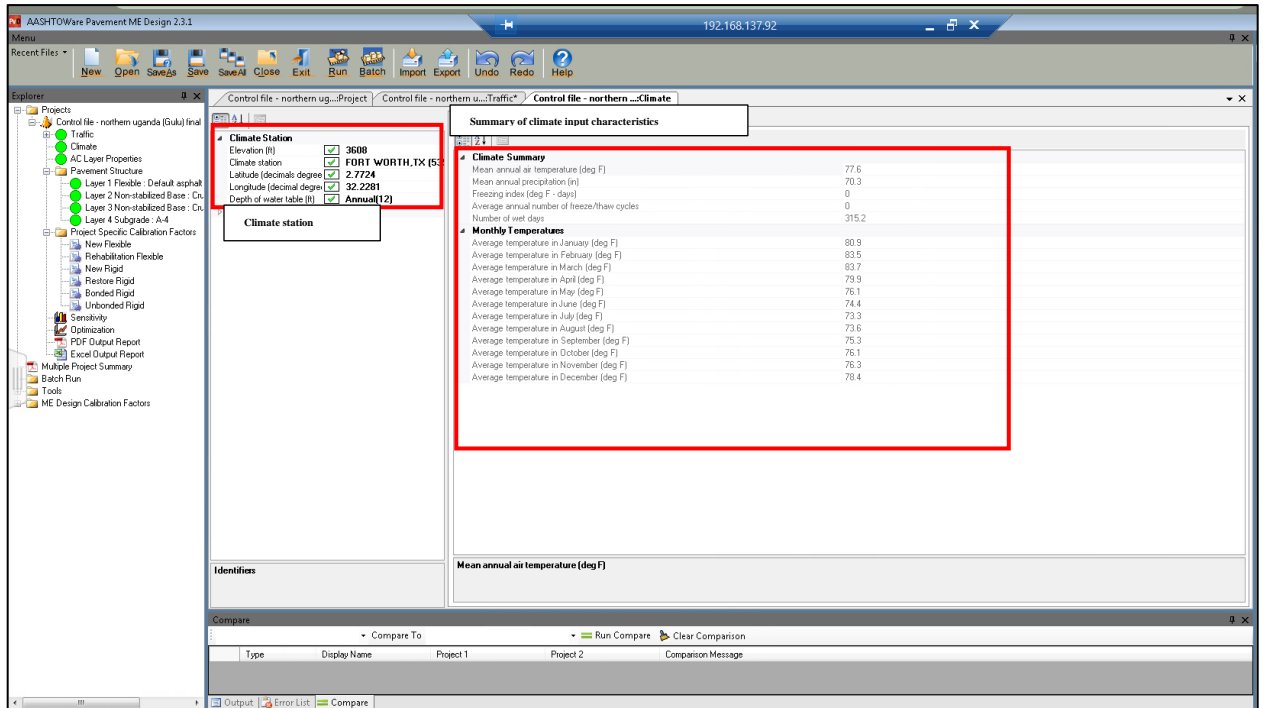 AASHTOWare Pavement ME Design 2.3.1
192.168.137.92
Menu
Recent Files
New Open SaveAs Save SaveAll Close Exit Run Batch Import Export Undo Redo Help
Explorer
Projects
Control file - northern uganda (Gulu) final
Traffic
Climate
AC Layer Properties
Pavement Structure
Layer 1 Flexible : Default asphalt
Layer 2 Non-stabilized Base : Cru
Layer 3 Non-stabilized Base : Cru
Layer 4 Subgrade : A-4
Project Specific Calibration Factors
New Flexible
Rehabilitation Flexible
New Rigid
Restore Rigid
Bonded Rigid
Unbonded Rigid
Sensitivity
Optimization
PDF Output Report
Excel Output Report
Multiple Project Summary
Batch Run
Tools
ME Design Calibration Factors
Control file - northern ug...:Project
Control file - northern u...:Traffic*
Control file - northern ...:Climate
Climate Station
Elevation (ft) 3608
Climate station FORT WORTH,TX (53
Latitude (decimals degree 2.7724
Longitude (decimal degre 32.2281
Depth of water table (ft) Annual(12)
Climate station
Identifiers
Summary of climate input characteristics
Climate Summary
Mean annual air temperature (deg F) 77.6
Mean annual precipitation (in) 70.3
Freezing index (deg F - days) 0
Average annual number of freeze/thaw cycles 0
Number of wet days 315.2
Monthly Temperatures
Average temperature in January (deg F) 80.9
Average temperature in February (deg F) 83.5
Average temperature in March (deg F) 83.7
Average temperature in April (deg F) 79.9
Average temperature in May (deg F) 76.1
Average temperature in June (deg F) 74.4
Average temperature in July (deg F) 73.3
Average temperature in August (deg F) 73.6
Average temperature in September (deg F) 75.3
Average temperature in October (deg F) 76.1
Average temperature in November (deg F) 76.3
Average temperature in December (deg F) 78.4
Mean annual air temperature (deg F)
Compare
Compare To Run Compare Clear Comparison
Type Display Name Project 1 Project 2 Comparison Message
Output Error List Compare